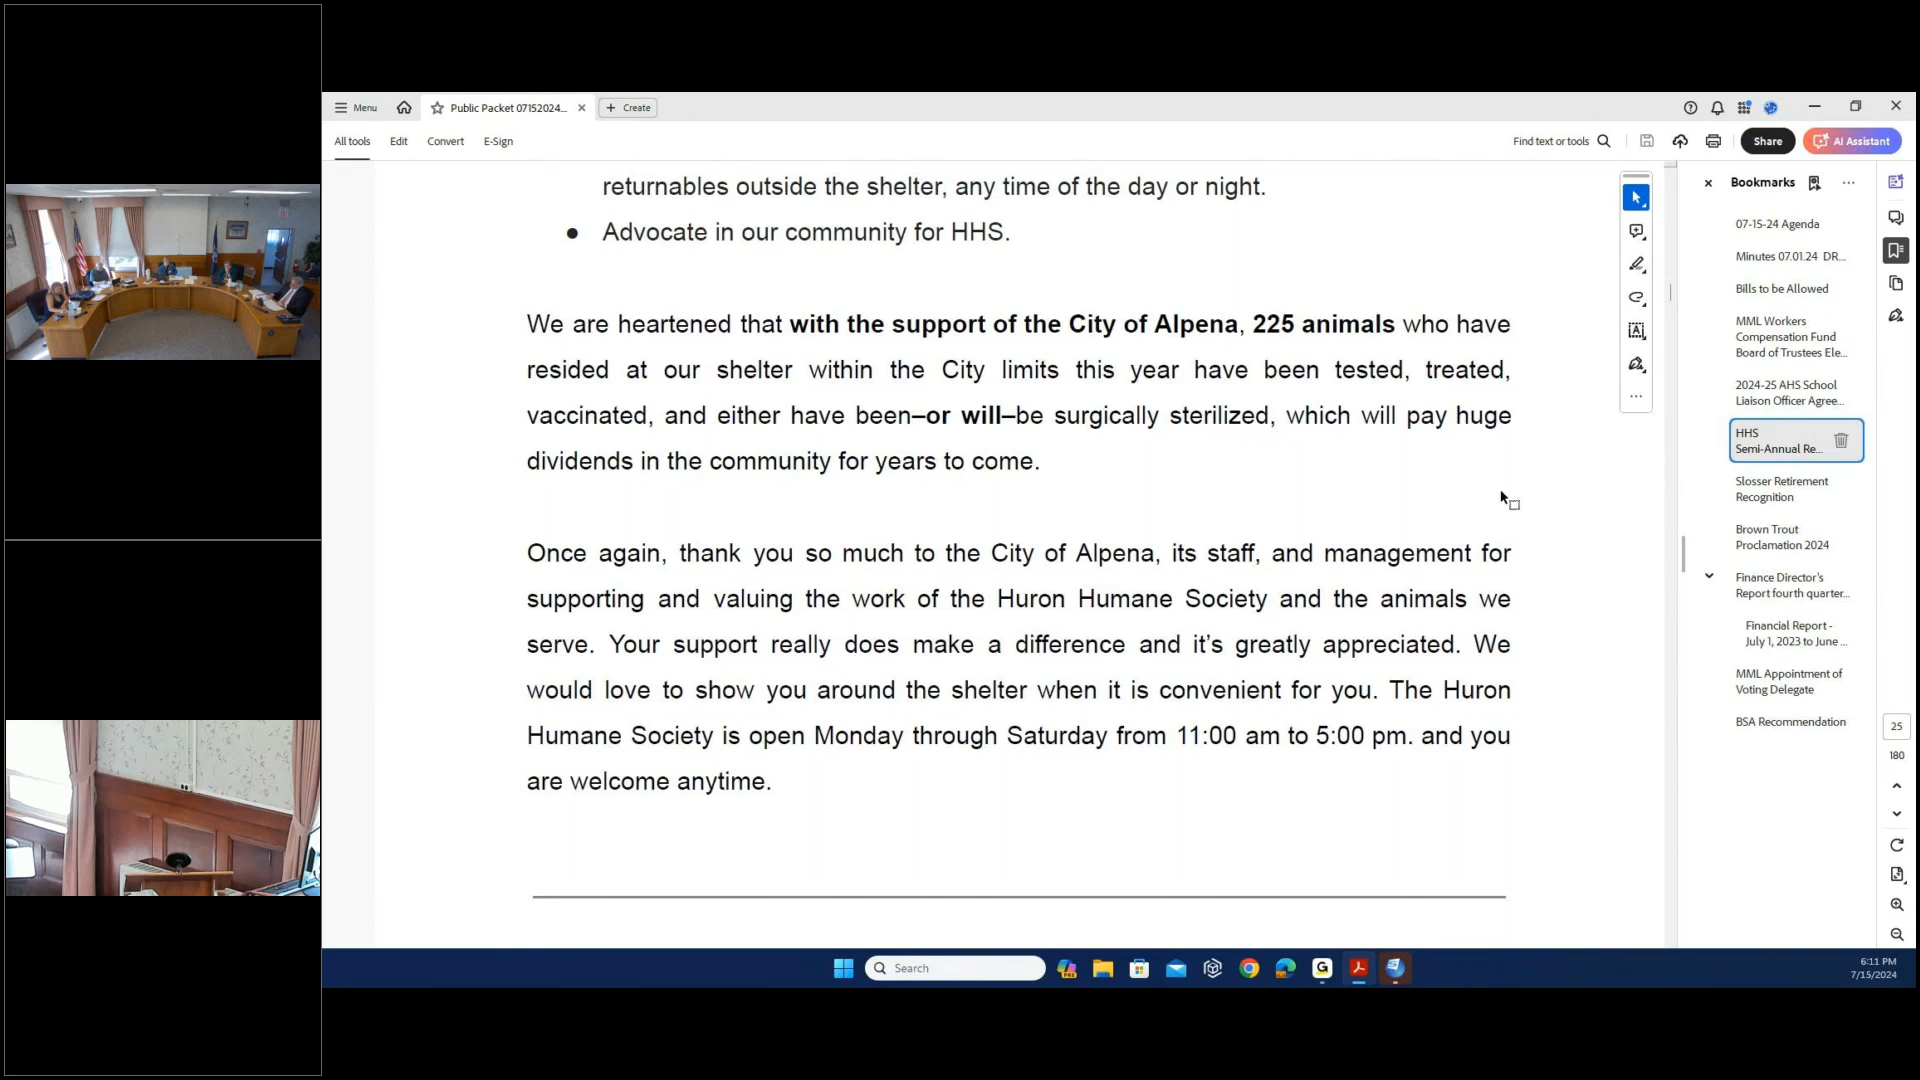 Menu
Public Packet 07152024...
Create
All tools
Edit
Convert
E-Sign
Find text or tools
Share
AI Assistant
returnables outside the shelter, any time of the day or night.
● Advocate in our community for HHS.
We are heartened that with the support of the City of Alpena, 225 animals who have
resided at our shelter within the City limits this year have been tested, treated,
vaccinated, and either have been–or will–be surgically sterilized, which will pay huge
dividends in the community for years to come.
Once again, thank you so much to the City of Alpena, its staff, and management for
supporting and valuing the work of the Huron Humane Society and the animals we
serve. Your support really does make a difference and it’s greatly appreciated. We
would love to show you around the shelter when it is convenient for you. The Huron
Humane Society is open Monday through Saturday from 11:00 am to 5:00 pm. and you
are welcome anytime.
Bookmarks
07-15-24 Agenda
Minutes 07.01.24 DR...
Bills to be Allowed
MML Workers
Compensation Fund
Board of Trustees Ele...
2024-25 AHS School
Liaison Officer Agree...
HHS
Semi-Annual Re...
Slosser Retirement
Recognition
Brown Trout
Proclamation 2024
Finance Director's
Report fourth quarter...
Financial Report -
July 1, 2023 to June ...
MML Appointment of
Voting Delegate
BSA Recommendation
25
180
Search
6:11 PM
7/15/2024